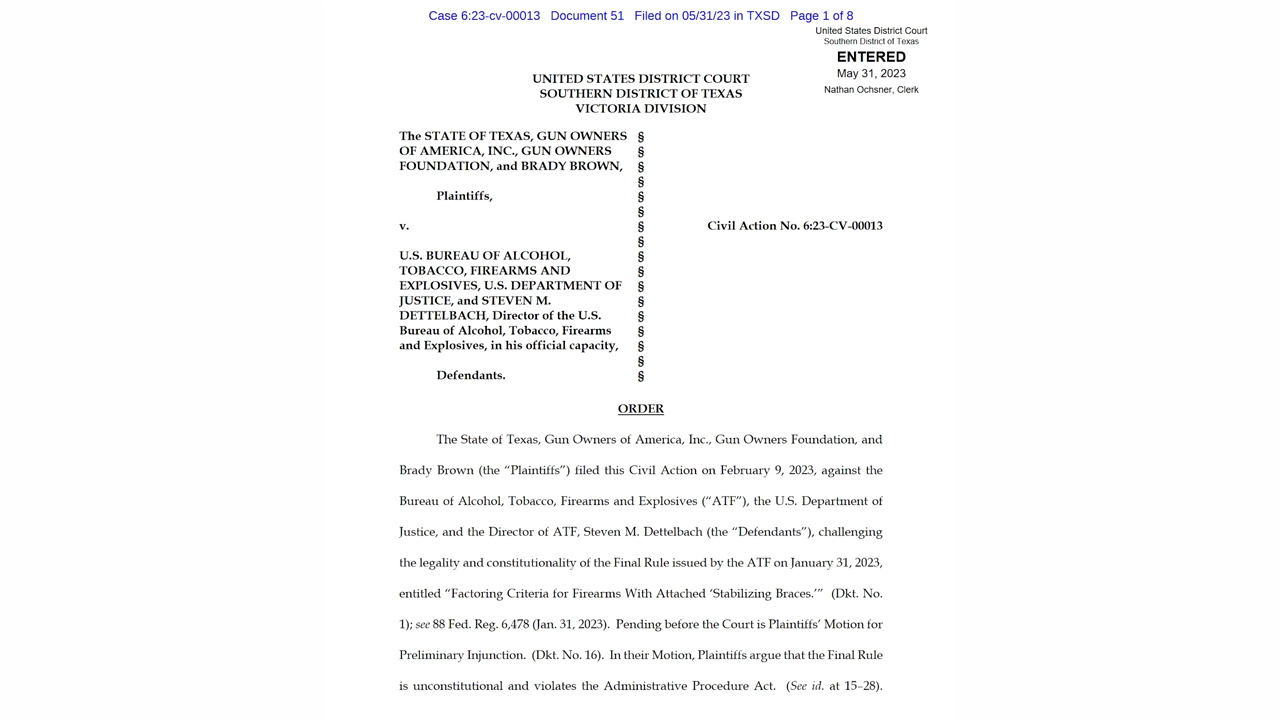 Case 6:23-cv-00013 Document 51 Filed on 05/31/23 in TXSD Page 1 of 8
United States District Court
Southern District of Texas
ENTERED
May 31, 2023
Nathan Ochsner, Clerk
UNITED STATES DISTRICT COURT
SOUTHERN DISTRICT OF TEXAS
VICTORIA DIVISION
The STATE OF TEXAS, GUN OWNERS §
OF AMERICA, INC., GUN OWNERS §
FOUNDATION, and BRADY BROWN, §
§
Plaintiffs, §
§
v. § Civil Action No. 6:23-CV-00013
§
U.S. BUREAU OF ALCOHOL, §
TOBACCO, FIREARMS AND §
EXPLOSIVES, U.S. DEPARTMENT OF §
JUSTICE, and STEVEN M. §
DETTELBACH, Director of the U.S. §
Bureau of Alcohol, Tobacco, Firearms §
and Explosives, in his official capacity, §
§
Defendants. §
ORDER
The State of Texas, Gun Owners of America, Inc., Gun Owners Foundation, and
Brady Brown (the “Plaintiffs”) filed this Civil Action on February 9, 2023, against the
Bureau of Alcohol, Tobacco, Firearms and Explosives (“ATF”), the U.S. Department of
Justice, and the Director of ATF, Steven M. Dettelbach (the “Defendants”), challenging
the legality and constitutionality of the Final Rule issued by the ATF on January 31, 2023,
entitled “Factoring Criteria for Firearms With Attached ‘Stabilizing Braces.’” (Dkt. No.
1); see 88 Fed. Reg. 6,478 (Jan. 31, 2023). Pending before the Court is Plaintiffs’ Motion for
Preliminary Injunction. (Dkt. No. 16). In their Motion, Plaintiffs argue that the Final Rule
is unconstitutional and violates the Administrative Procedure Act. (See id. at 15–28).